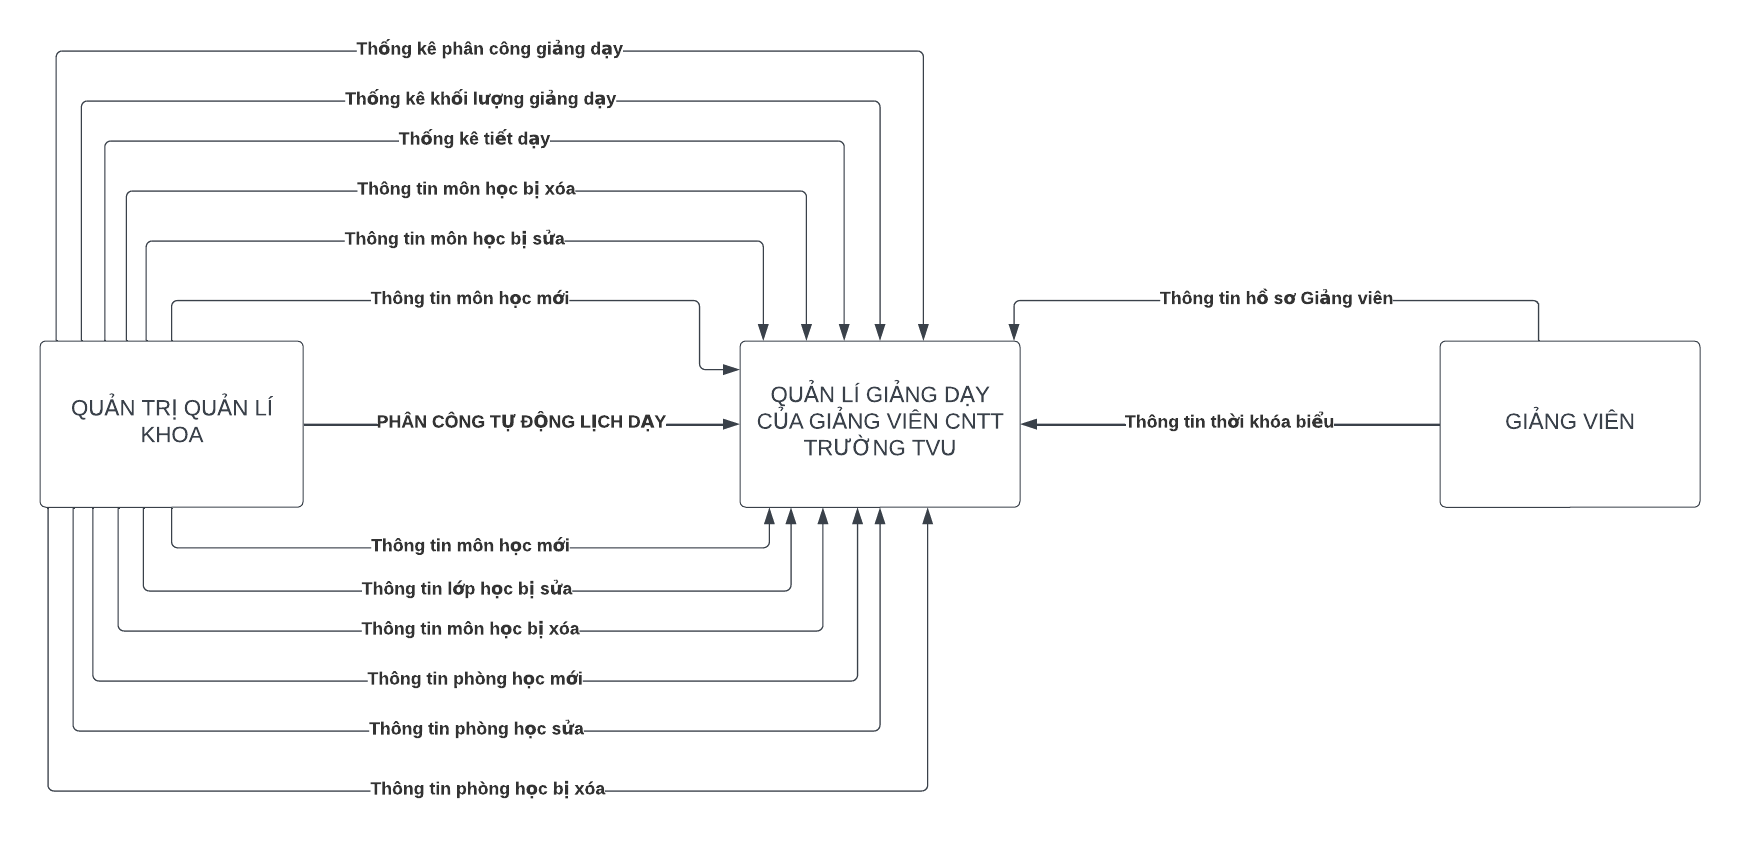 Thống kê phân công giảng dạy
Thống kê khối lượng giảng dạy
Thống kê tiết dạy
Thông tin môn học bị xóa
Thông tin môn học bị sửa
Thông tin môn học mới
Thông tin hồ sơ Giảng viên
QUẢN TRỊ QUẢN LÍ
KHOA
PHÂN CÔNG TỰ ĐỘNG LỊCH DẠY
QUẢN LÍ GIẢNG DẠY
CỦA GIẢNG VIÊN CNTT
TRƯỜNG TVU
Thông tin thời khóa biểu
GIẢNG VIÊN
Thông tin môn học mới
Thông tin lớp học bị sửa
Thông tin môn học bị xóa
Thông tin phòng học mới
Thông tin phòng học sửa
Thông tin phòng học bị xóa